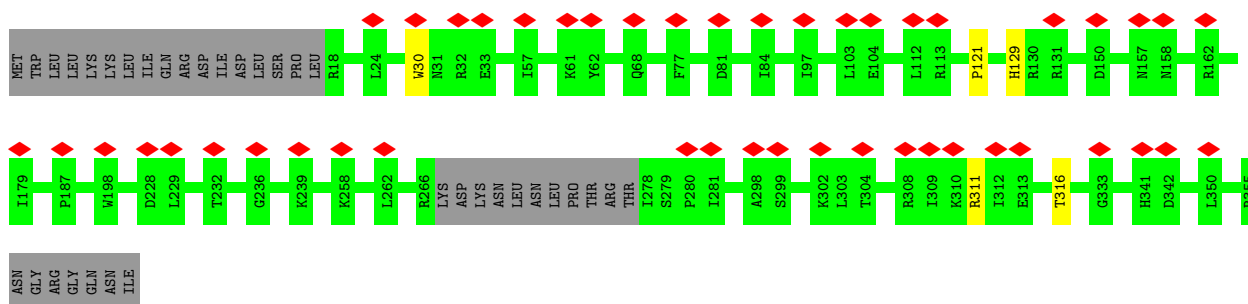 MET TRP LEU LEU LYS LYS LEU ILE GLN ARG ASP ILE ASP LEU SER PRO LEU R18 L24 W30 N31 R32 E33 I57 K61 Y62 Q68 F77 D81 I84 I97 L103 E104 L112 R113 P121 H129 R130 R131 D150 N157 N158 R162
I179 P187 W198 D228 L229 T232 G236 K239 K258 L262 R266 LYS ASP LYS ASN LEU ASN LEU PRO THR ARG THR I278 S279 P280 I281 A298 S299 K302 L303 T304 R308 I309 K310 R311 I312 E313 T316 G333 H341 D342 L350
ASN GLY ARG GLY GLN ASN ILE